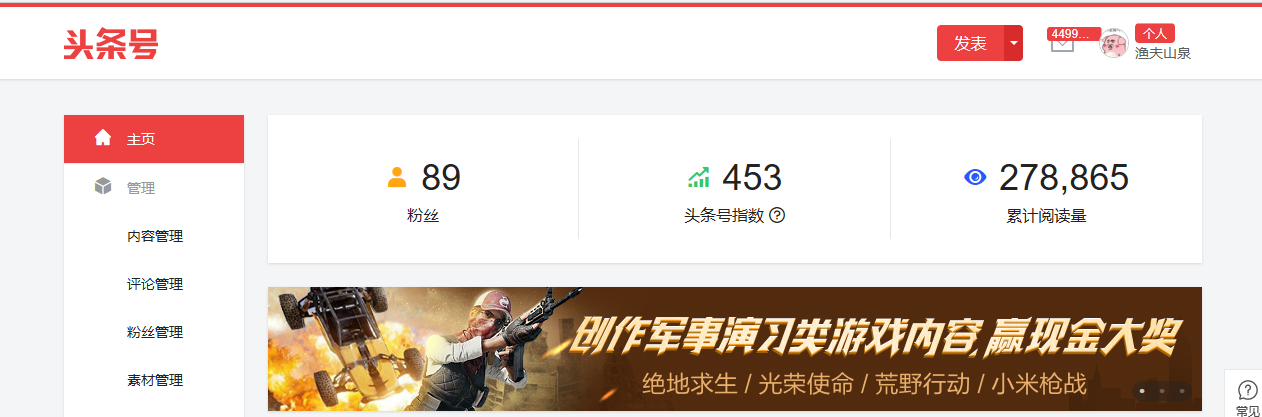 头条号
发表
4499...
个人
渔夫山泉
主页
管理
内容管理
评论管理
粉丝管理
素材管理
89
粉丝
453
头条号指数
278,865
累计阅读量
创作军事演习类游戏内容,赢现金大奖
绝地求生 / 光荣使命 / 荒野行动 / 小米枪战
常见